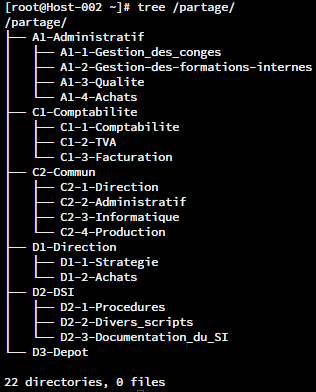 [root@Host-002 ~]# tree /partage/
/partage/
├── A1-Administratif
│   ├── A1-1-Gestion_des_conges
│   ├── A1-2-Gestion-des-formations-internes
│   ├── A1-3-Qualite
│   └── A1-4-Achats
├── C1-Comptabilite
│   ├── C1-1-Comptabilite
│   ├── C1-2-TVA
│   └── C1-3-Facturation
├── C2-Commun
│   ├── C2-1-Direction
│   ├── C2-2-Administratif
│   ├── C2-3-Informatique
│   └── C2-4-Production
├── D1-Direction
│   ├── D1-1-Strategie
│   └── D1-2-Achats
├── D2-DSI
│   ├── D2-1-Procedures
│   ├── D2-2-Divers_scripts
│   └── D2-3-Documentation_du_SI
└── D3-Depot
22 directories, 0 files